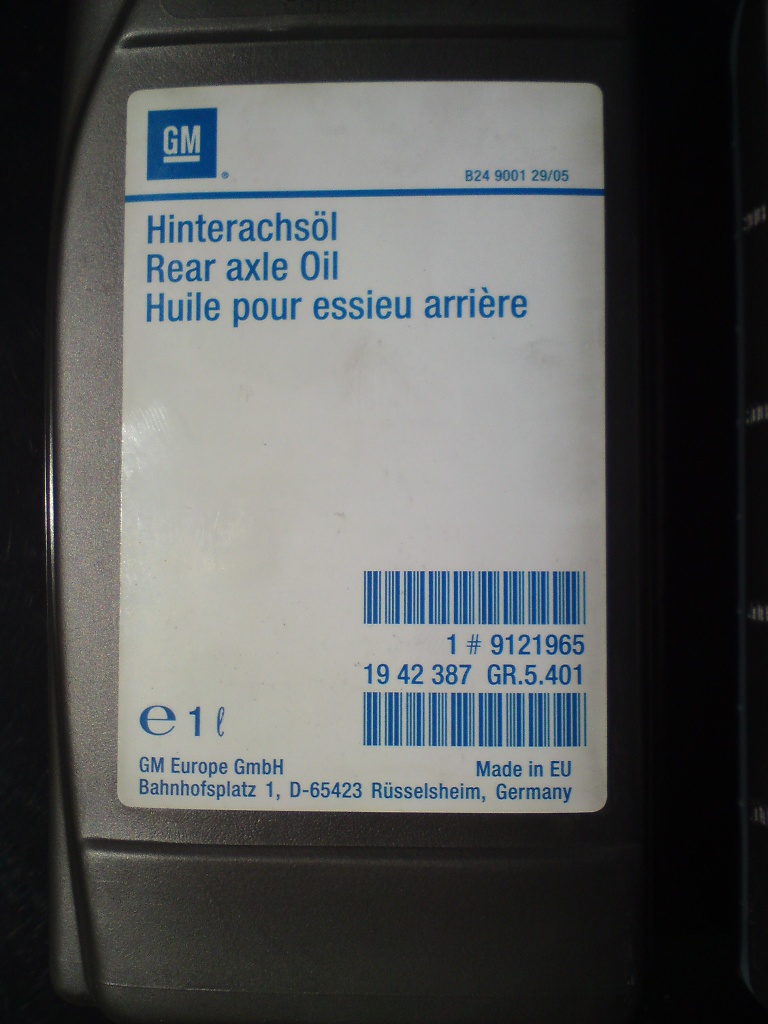 GM
®
B24 9001 29/05
Hinterachsöl
Rear axle Oil
Huile pour essieu arrière
1 # 9121965
19 42 387 GR.5.401
e 1 ℓ
GM Europe GmbH
Made in EU
Bahnhofsplatz 1, D-65423 Rüsselsheim, Germany